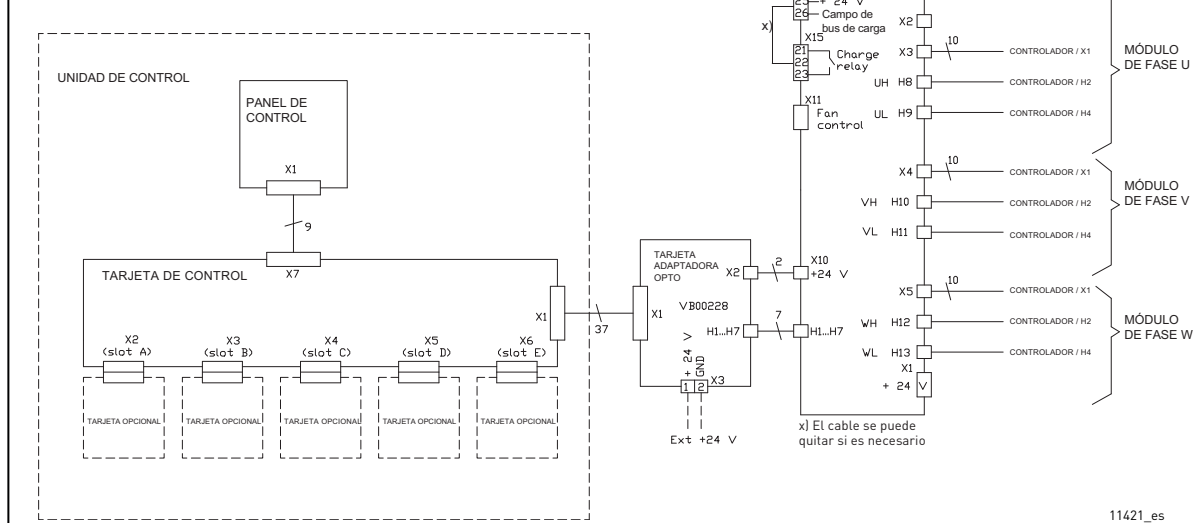 UNIDAD DE CONTROL
PANEL DE
CONTROL
X1
9
X7
TARJETA DE CONTROL
X2
(slot A)
X3
(slot B)
X4
(slot C)
X5
(slot D)
X6
(slot E)
X1
TARJETA OPCIONAL
TARJETA OPCIONAL
TARJETA OPCIONAL
TARJETA OPCIONAL
TARJETA OPCIONAL
37
TARJETA
ADAPTADORA
OPTO
X2
X1
VB00228
H1...H7
+ 24 V
GND
1 2
X3
Ext +24 V
2
7
25
+ 24 V
26
Campo de
bus de carga
x)
X15
21
22
23
Charge
relay
X11
Fan
control
X10
+24 V
H1...H7
X2
X3
10
CONTROLADOR / X1
UH H8
CONTROLADOR / H2
UL H9
CONTROLADOR / H4
MÓDULO
DE FASE U
X4
10
CONTROLADOR / X1
VH H10
CONTROLADOR / H2
VL H11
CONTROLADOR / H4
MÓDULO
DE FASE V
X5
10
CONTROLADOR / X1
WH H12
CONTROLADOR / H2
WL H13
CONTROLADOR / H4
MÓDULO
DE FASE W
X1
+ 24 V
x) El cable se puede
quitar si es necesario
11421_es